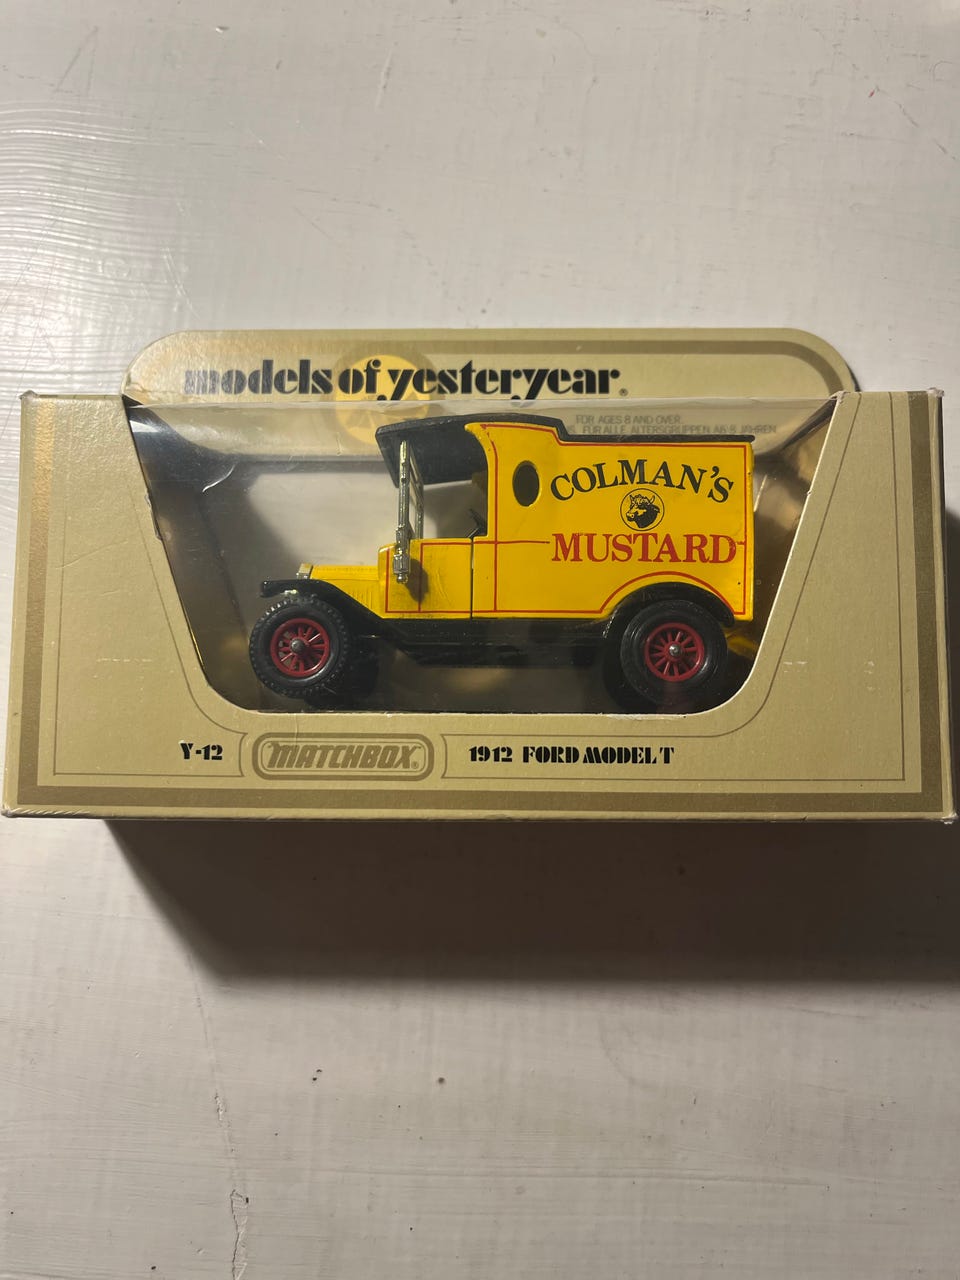 models of yesteryear®
FOR AGES 8 AND OVER.
FÜR ALLE ALTERSGRUPPEN AB 8 JAHREN
COLMAN'S
MUSTARD
Y-12 MATCHBOX® 1912 FORD MODEL T